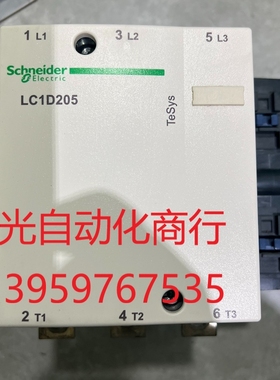 1 L1 3 L2 5 L3
Schneider
Electric
LC1D205
TeSys
光自动化商行
3959767535
2 T1 4 T2 6 T3